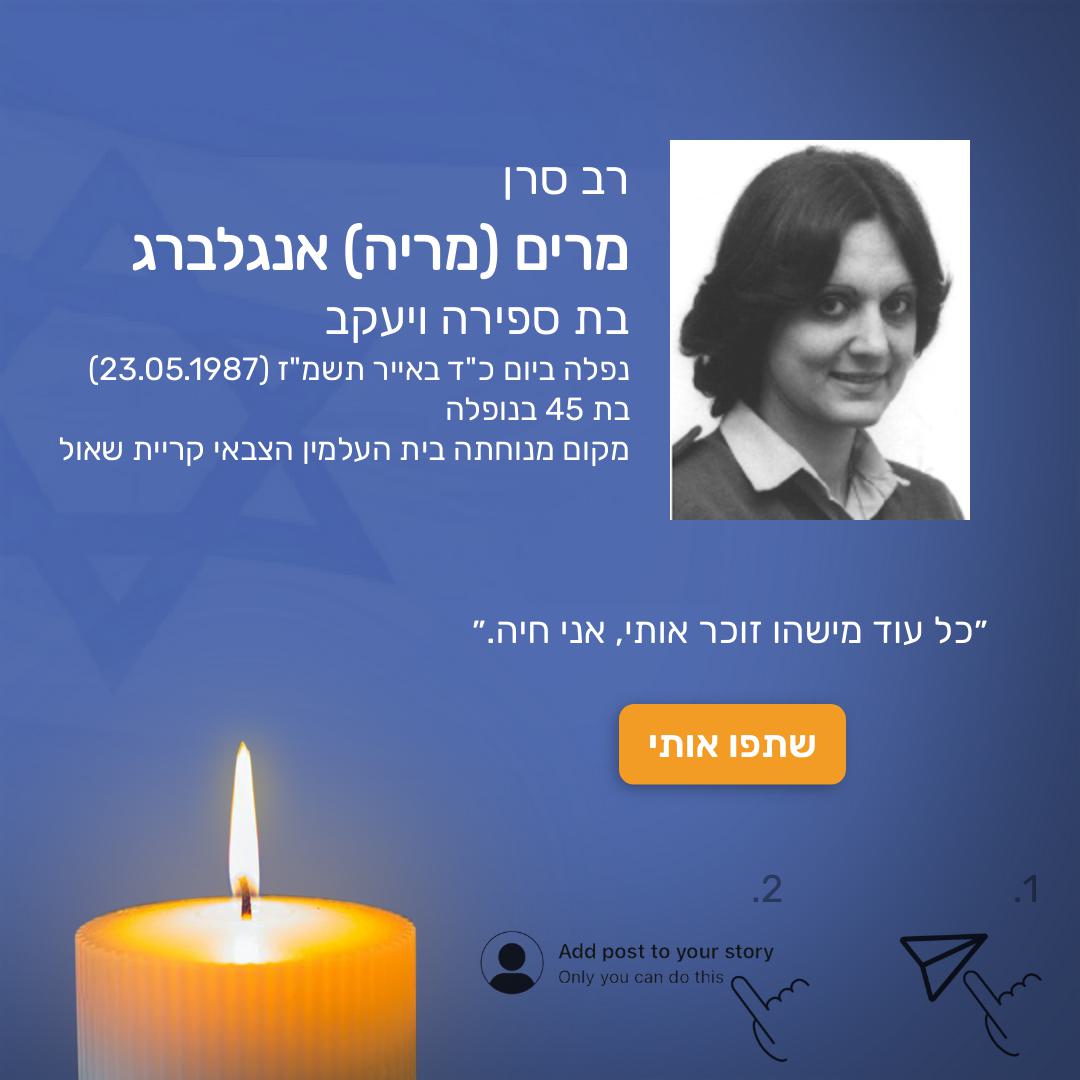 רב סרן
מרים (מריה) אנגלברג
בת ספירה ויעקב
נפלה ביום כ"ד באייר תשמ"ז (23.05.1987)
בת 45 בנופלה
מקום מנוחתה בית העלמין הצבאי קריית שאול
״כל עוד מישהו זוכר אותי, אני חיה.״
שתפו אותי
1.
2.
Add post to your story
Only you can do this